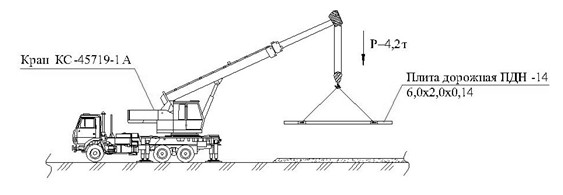 Р=4,2т
Кран КС-45719-1А
Плита дорожная ПДН -14
6,0х2,0х0,14